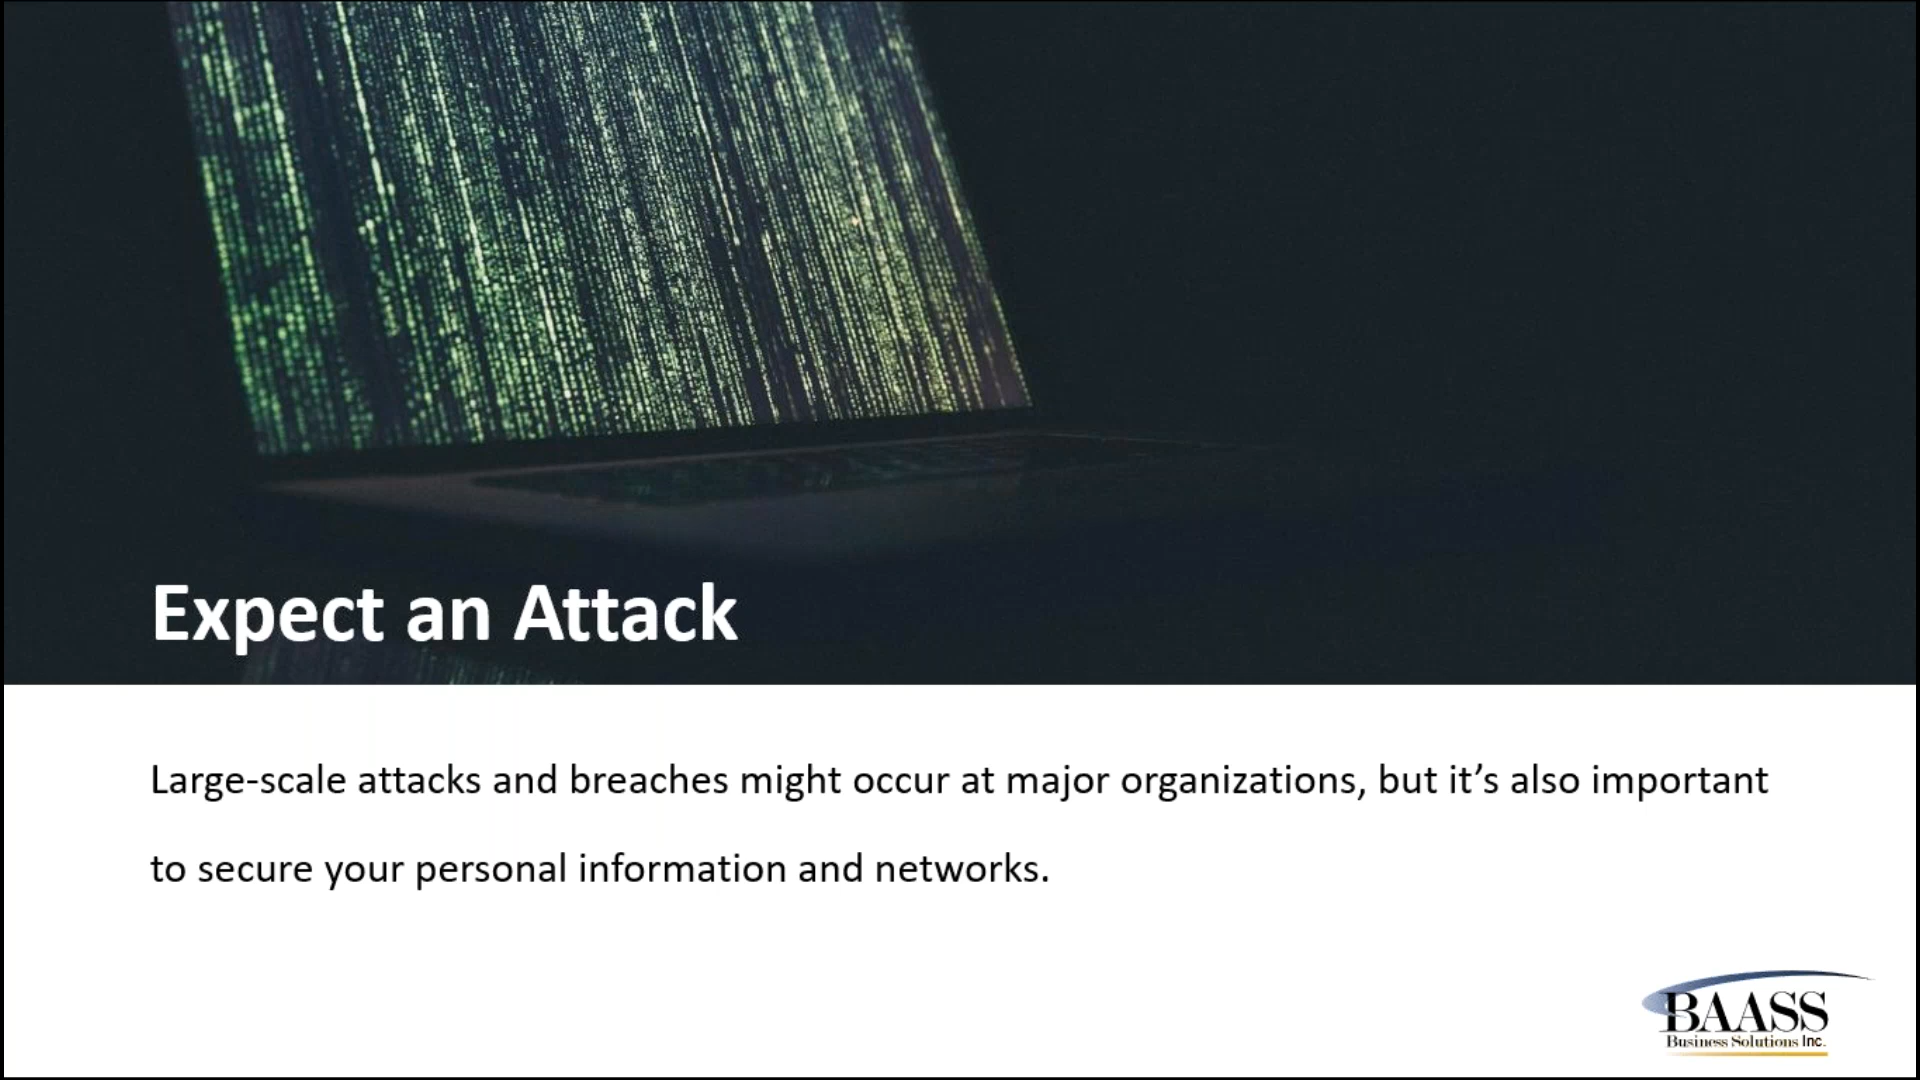 Expect an Attack
Large-scale attacks and breaches might occur at major organizations, but it’s also important
to secure your personal information and networks.
BAASS
Business Solutions Inc.